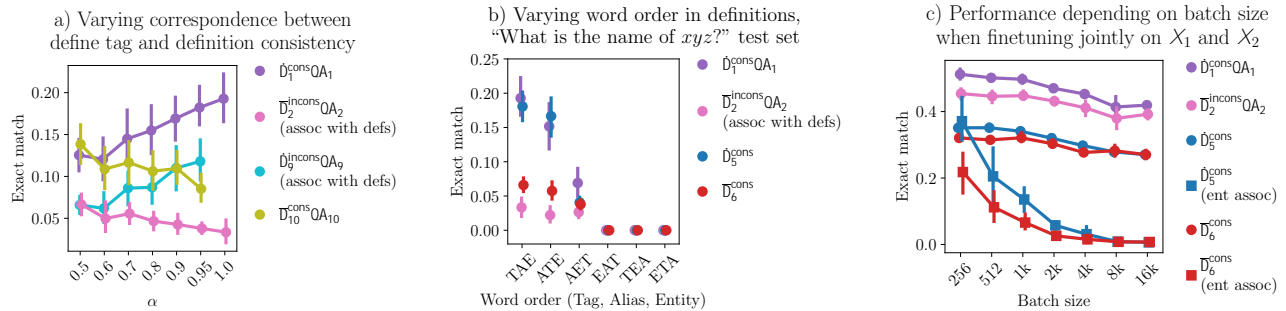 a) Varying correspondence between
define tag and definition consistency
Exact match
0.20
0.15
0.10
0.05
0.5
0.6
0.7
0.8
0.9
0.95
1.0
α
Ḋ₁ᶜᵒⁿˢQA₁
D̅₂ⁱⁿᶜᵒⁿˢQA₂
(assoc with defs)
Ḋ₉ⁱⁿᶜᵒⁿˢQA₉
(assoc with defs)
D̅₁₀ᶜᵒⁿˢQA₁₀
b) Varying word order in definitions,
“What is the name of xyz?” test set
Exact match
0.25
0.20
0.15
0.10
0.05
0.00
TAE
ATE
AET
EAT
TEA
ETA
Word order (Tag, Alias, Entity)
Ḋ₁ᶜᵒⁿˢQA₁
D̅₂ⁱⁿᶜᵒⁿˢQA₂
(assoc with defs)
Ḋ₅ᶜᵒⁿˢ
D̅₆ᶜᵒⁿˢ
c) Performance depending on batch size
when finetuning jointly on X₁ and X₂
Exact match
0.4
0.2
0.0
256
512
1k
2k
4k
8k
16k
Batch size
Ḋ₁ᶜᵒⁿˢQA₁
D̅₂ⁱⁿᶜᵒⁿˢQA₂
Ḋ₅ᶜᵒⁿˢ
Ḋ₅ᶜᵒⁿˢ
(ent assoc)
D̅₆ᶜᵒⁿˢ
D̅₆ᶜᵒⁿˢ
(ent assoc)